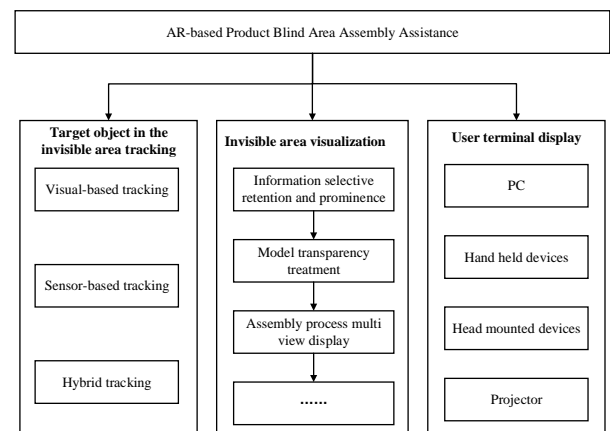 AR-based Product Blind Area Assembly Assistance
Target object in the
invisible area tracking
Visual-based tracking
Sensor-based tracking
Hybrid tracking
Invisible area visualization
Information selective
retention and prominence
Model transparency
treatment
Assembly process multi
view display
……
User terminal display
PC
Hand held devices
Head mounted devices
Projector